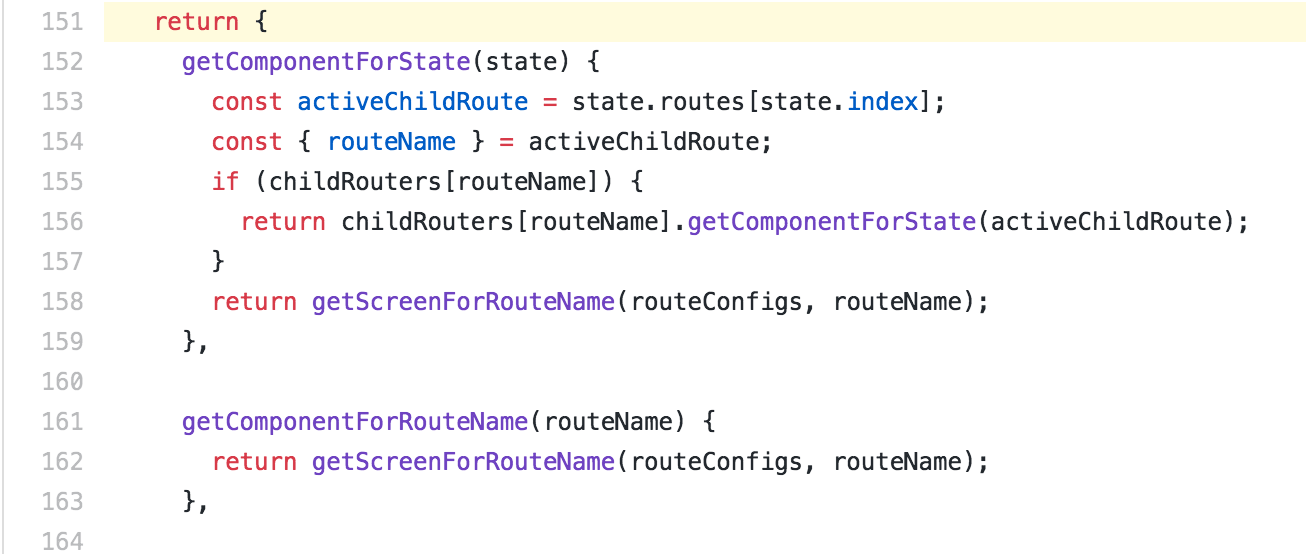 151 return {
152 getComponentForState(state) {
153 const activeChildRoute = state.routes[state.index];
154 const { routeName } = activeChildRoute;
155 if (childRouters[routeName]) {
156 return childRouters[routeName].getComponentForState(activeChildRoute);
157 }
158 return getScreenForRouteName(routeConfigs, routeName);
159 },
160
161 getComponentForRouteName(routeName) {
162 return getScreenForRouteName(routeConfigs, routeName);
163 },
164